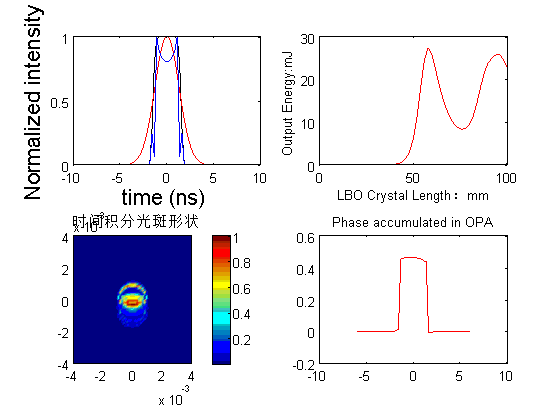 Normalized intensity
1
0.5
0
-10 -5 0 5 10
time (ns)
Output Energy:mJ
30
20
10
0
0 50 100
LBO Crystal Length：mm
时间积分光斑形状
x 10⁻³
4
2
0
-2
-4
-4 -2 0 2 4
x 10⁻³
1
0.8
0.6
0.4
0.2
Phase accumulated in OPA
0.6
0.4
0.2
0
-0.2
-10 -5 0 5 10